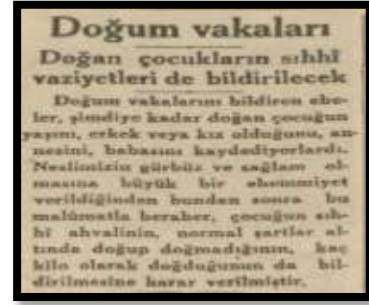 Doğum vakaları
Doğan çocukların sıhhî
vaziyetleri de bildirilecek
Doğum vakalarını bildiren ebe-
ler, şimdiye kadar doğan çocuğun
yaşını, erkek veya kız olduğunu, an-
nesini, babasını kaydediyorlardı.
Neslimizin gürbüz ve sağlam ol-
masına büyük bir ehemmiyet
verildiğinden bundan sonra bu
malûmatla beraber, çocuğun sıh-
hî ahvalinin, normal şartlar al-
tında doğup doğmadığının, kaç
kilo olarak doğduğunun da bil-
dirilmesine karar verilmiştir.